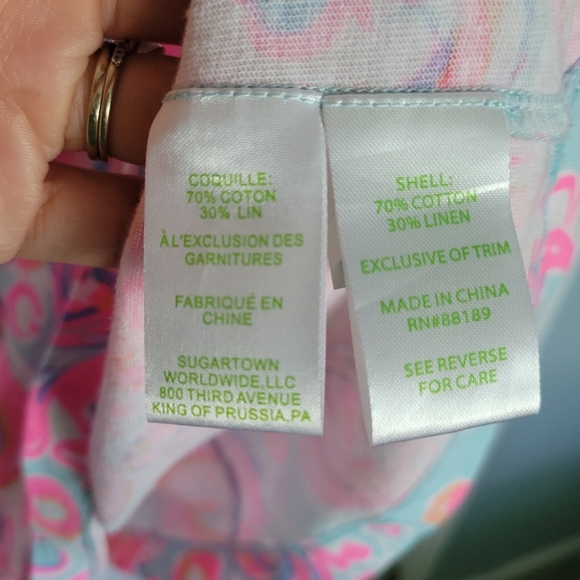 COQUILLE:
70% COTON
30% LIN
À L'EXCLUSION DES
GARNITURES
FABRIQUÉ EN
CHINE
SUGARTOWN
WORLDWIDE,LLC
800 THIRD AVENUE
KING OF PRUSSIA,PA
SHELL:
70% COTTON
30% LINEN
EXCLUSIVE OF TRIM
MADE IN CHINA
RN#88189
SEE REVERSE
FOR CARE